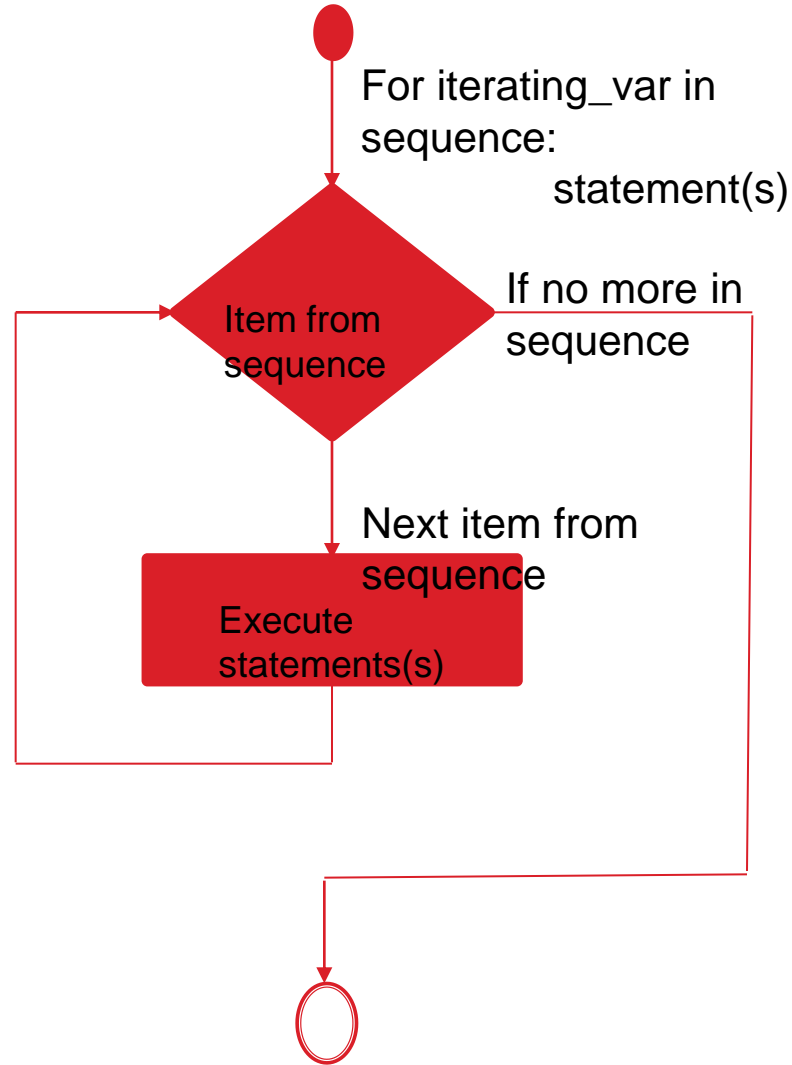 For iterating_var in
sequence:
statement(s)
If no more in
sequence
Item from
sequence
Next item from
sequence
Execute
statements(s)